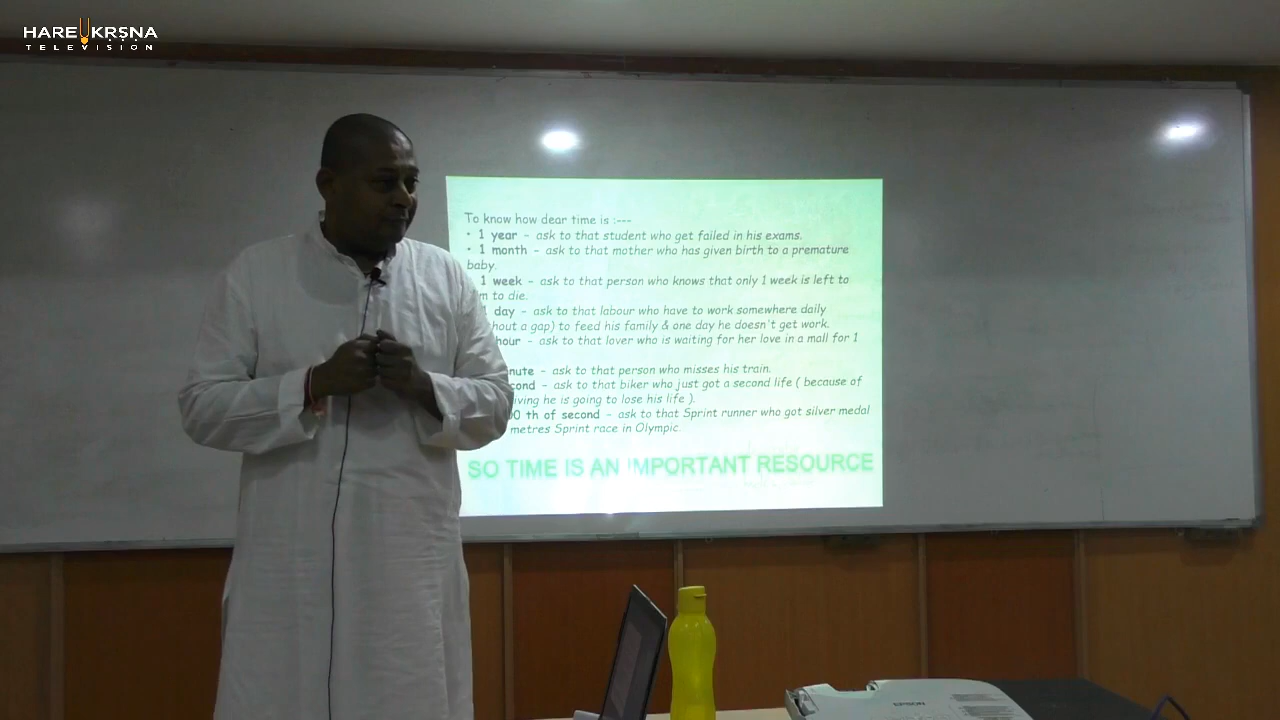 HARE KRSNA
TELEVISION
To know how dear time is :---
• 1 year - ask to that student who get failed in his exams.
• 1 month - ask to that mother who has given birth to a premature
baby.
1 week - ask to that person who knows that only 1 week is left to
to die.
day - ask to that labour who have to work somewhere daily
a gap) to feed his family & one day he doesn't get work.
hour - ask to that lover who is waiting for her love in a mall for 1
- ask to that person who misses his train.
- ask to that biker who just got a second life ( because of
he is going to lose his life ).
th of second - ask to that Sprint runner who got silver medal
metres Sprint race in Olympic.
SO TIME IS AN IMPORTANT RESOURCE
EPSON